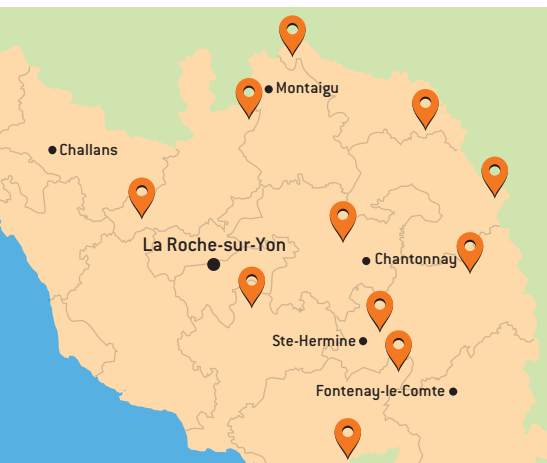 Montaigu
Challans
La Roche-sur-Yon
Chantonnay
Ste-Hermine
Fontenay-le-Comte